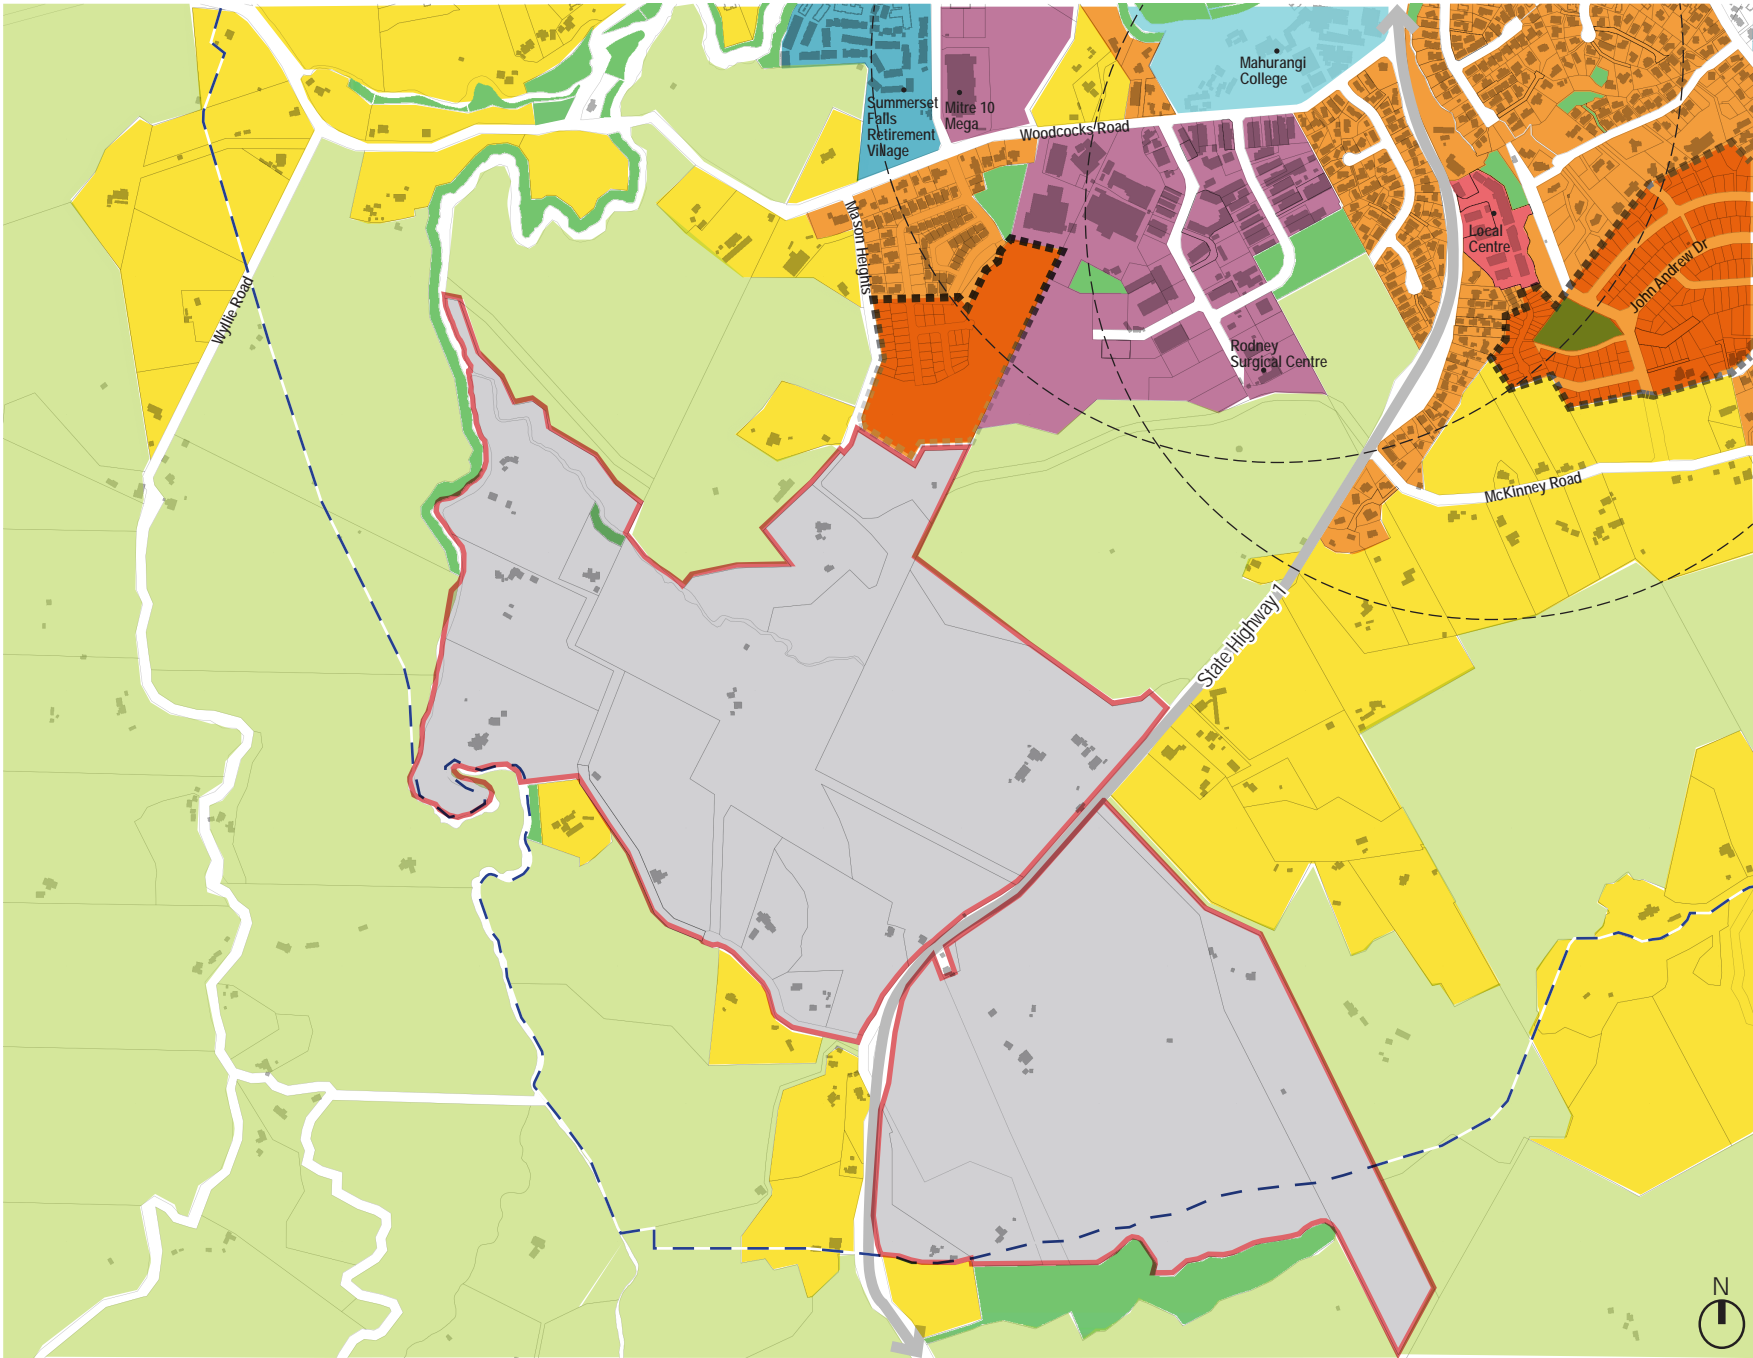 Mahurangi
College
Summerset
Falls
Retirement
Village
Mitre 10
Mega
Woodcocks Road
Mason Heights
Local
Centre
John Andrew Dr
Wyllie Road
Rodney
Surgical Centre
McKinney Road
State Highway 1
N